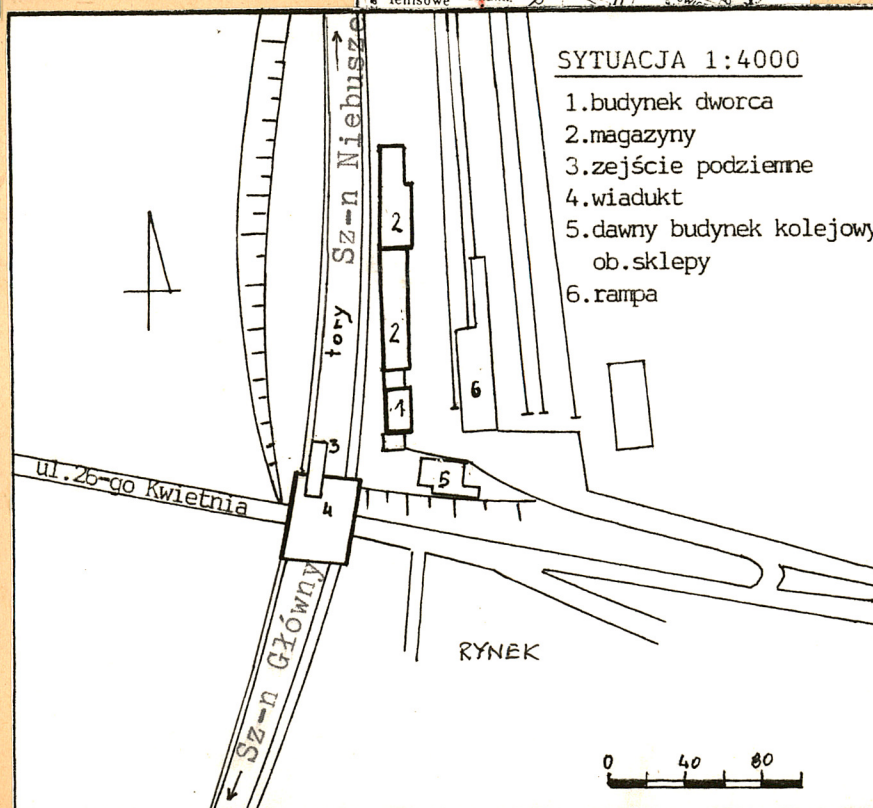 Tenisowe
SYTUACJA 1:4000
1.budynek dworca
2.magazyny
3.zejście podziemne
4.wiadukt
5.dawny budynek kolejowy
ob.sklepy
6.rampa
Sz-n Niebusze
tory
2
2
1
6
3
5
4
ul.26-go Kwietnia
Sz-n Główny
RYNEK
0 40 80